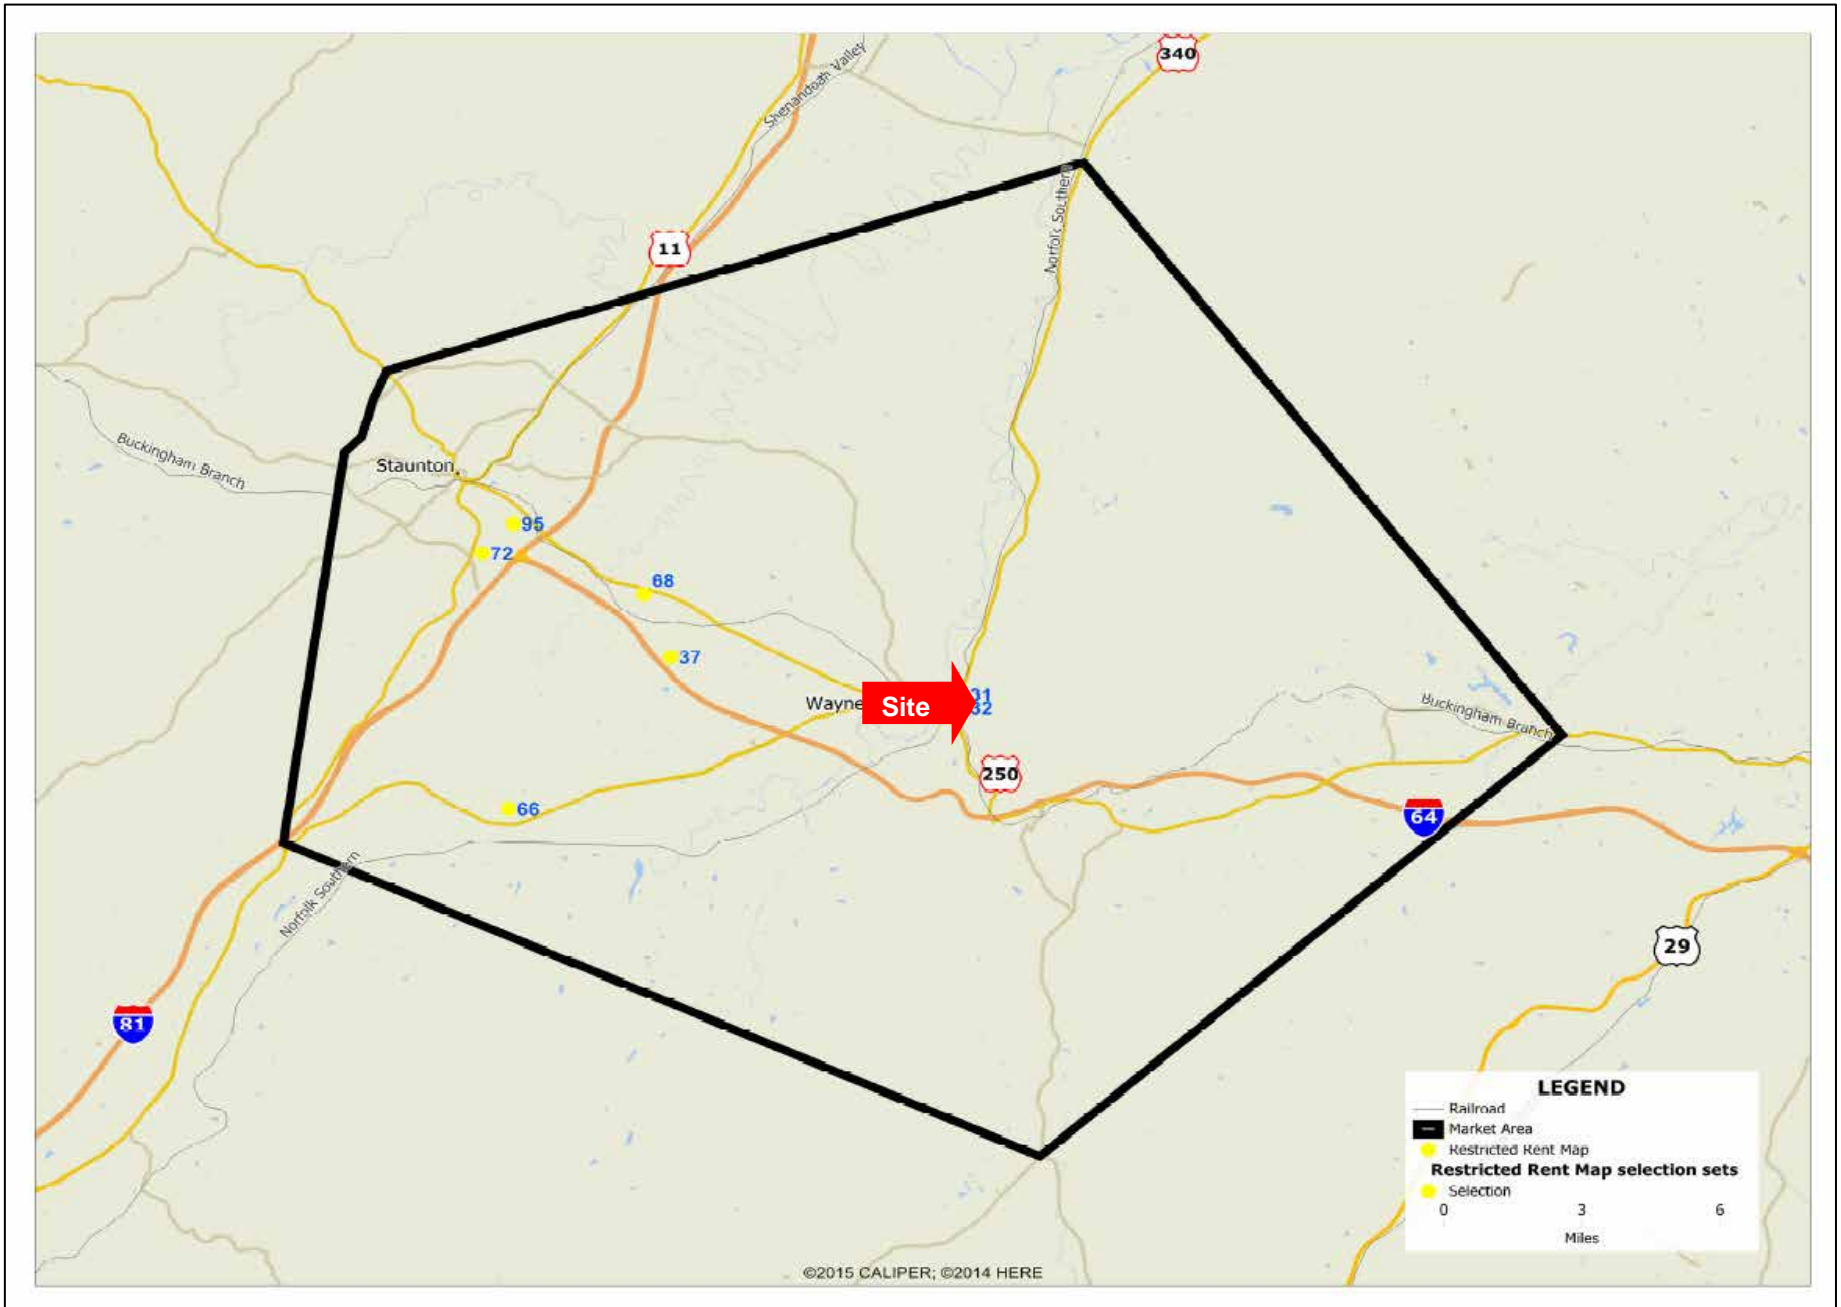 340
Shenandoah Valley
Norfolk Southern
11
Buckingham Branch
Staunton
95
72
68
37
Wayne
Site
31
32
Buckingham Branch
250
66
64
Norfolk Southern
29
81
LEGEND
Railroad
Market Area
Restricted Rent Map
Restricted Rent Map selection sets
Selection
0 3 6
Miles
©2015 CALIPER; ©2014 HERE